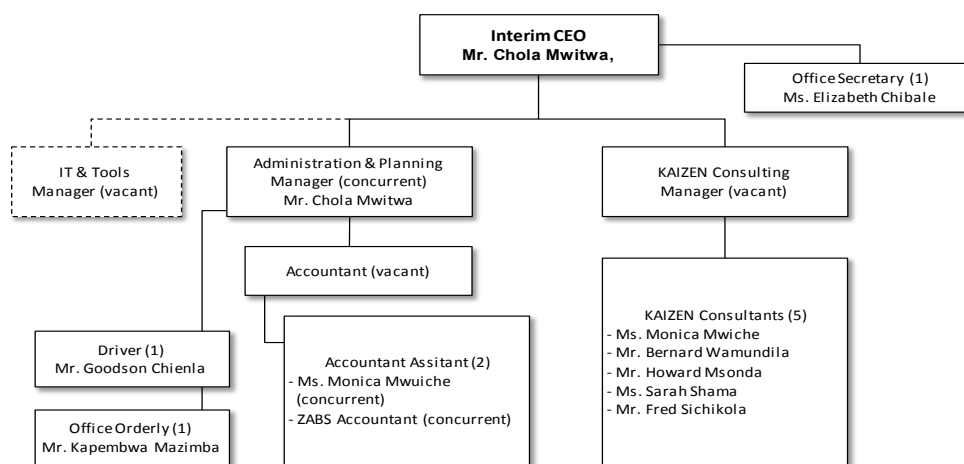 Interim CEO
Mr. Chola Mwitwa,
Office Secretary (1)
Ms. Elizabeth Chibale
IT & Tools
Manager (vacant)
Administration & Planning
Manager (concurrent)
Mr. Chola Mwitwa
KAIZEN Consulting
Manager (vacant)
Accountant (vacant)
Driver (1)
Mr. Goodson Chienla
Office Orderly (1)
Mr. Kapembwa Mazimba
Accountant Assitant (2)
- Ms. Monica Mwuiche
(concurrent)
- ZABS Accountant (concurrent)
KAIZEN Consultants (5)
- Ms. Monica Mwiche
- Mr. Bernard Wamundila
- Mr. Howard Msonda
- Ms. Sarah Shama
- Mr. Fred Sichikola